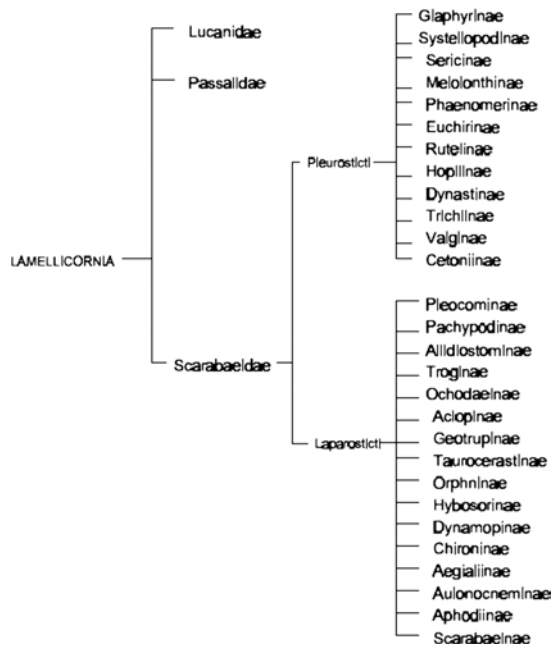 LAMELLICORNIA
Lucanidae
Passalidae
Scarabaeidae
Pleurosticti
Glaphyrinae
Systellopodinae
Sericinae
Melolonthinae
Phaenomerinae
Euchirinae
Rutelinae
Hopliinae
Dynastinae
Trichiinae
Valginae
Cetoniinae
Laparosticti
Pleocominae
Pachypodinae
Allidiostominae
Troginae
Ochodaeinae
Aclopinae
Geotrupinae
Taurocerastinae
Orphninae
Hybosorinae
Dynamopinae
Chironinae
Aegialiinae
Aulonocneminae
Aphodiinae
Scarabaeinae